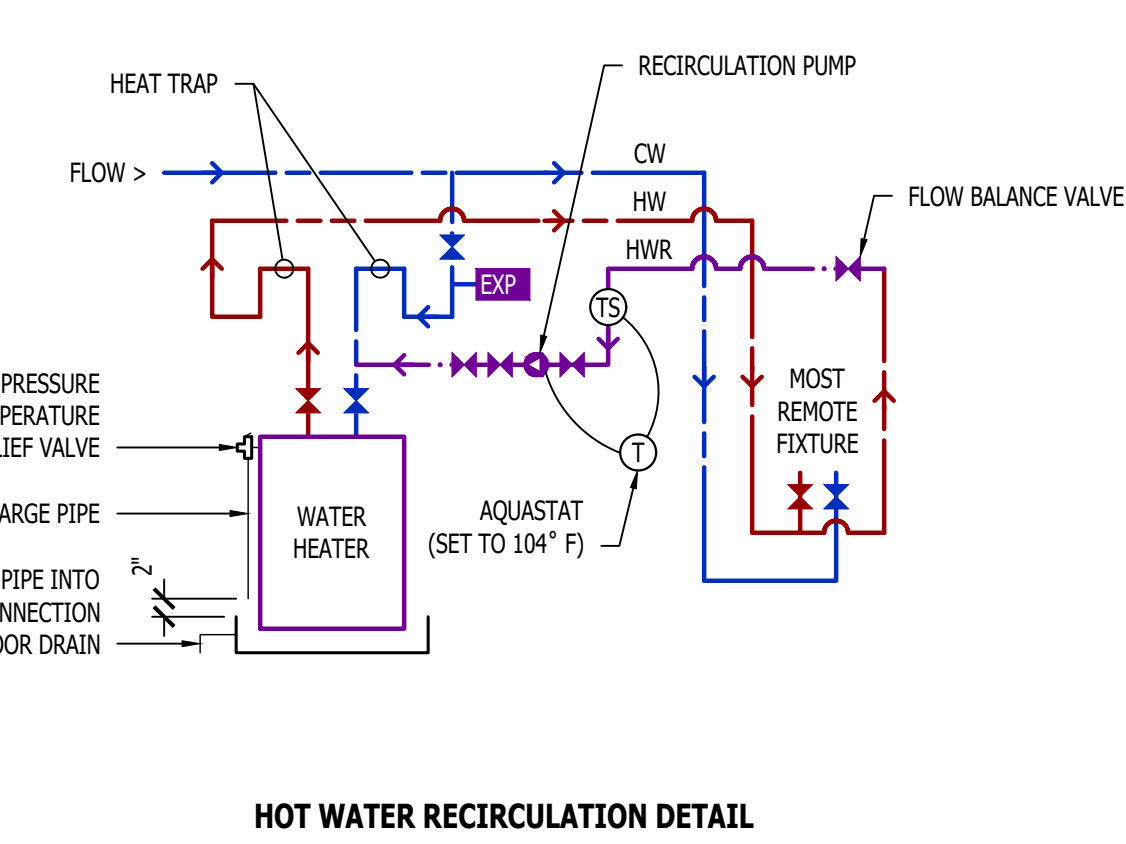 HEAT TRAP
RECIRCULATION PUMP
FLOW >
CW
HW
FLOW BALANCE VALVE
HWR
EXP
TS
PRESSURE
PERATURE
LIEF VALVE
MOST
REMOTE
FIXTURE
T
ARGE PIPE
WATER
HEATER
AQUASTAT
(SET TO 104° F)
2"
PIPE INTO
NNECTION
OOR DRAIN
HOT WATER RECIRCULATION DETAIL